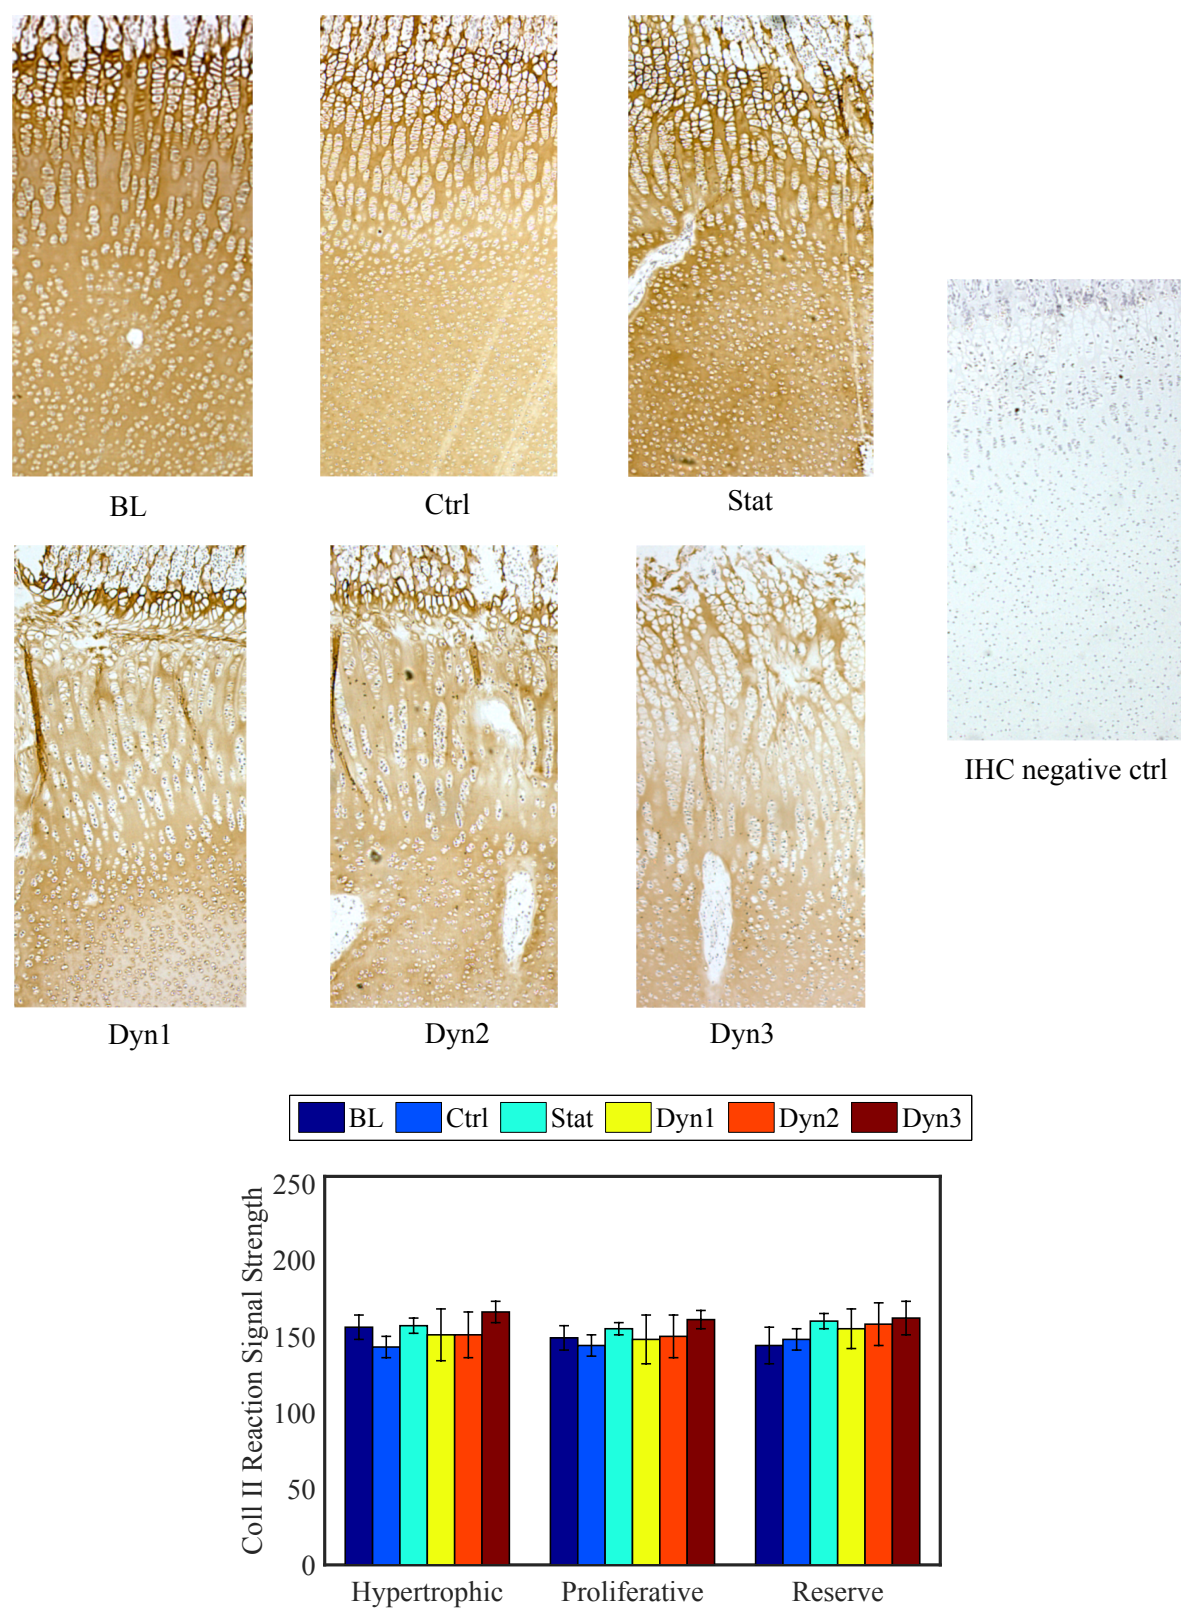 BL
Ctrl
Stat
IHC negative ctrl
Dyn1
Dyn2
Dyn3
BL Ctrl Stat Dyn1 Dyn2 Dyn3
Coll II Reaction Signal Strength
250
200
150
100
50
0
Hypertrophic Proliferative Reserve